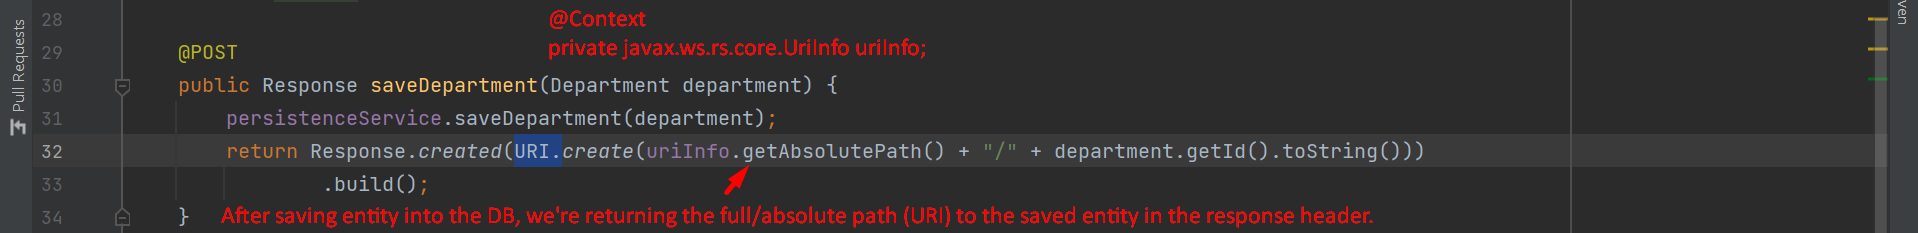 Pull Requests
ven
28
@Context
29 @POST
private javax.ws.rs.core.UriInfo uriInfo;
30 public Response saveDepartment(Department department) {
31 persistenceService.saveDepartment(department);
32 return Response.created(URI.create(uriInfo.getAbsolutePath() + "/" + department.getId().toString()))
33 .build();
34 }
After saving entity into the DB, we're returning the full/absolute path (URI) to the saved entity in the response header.